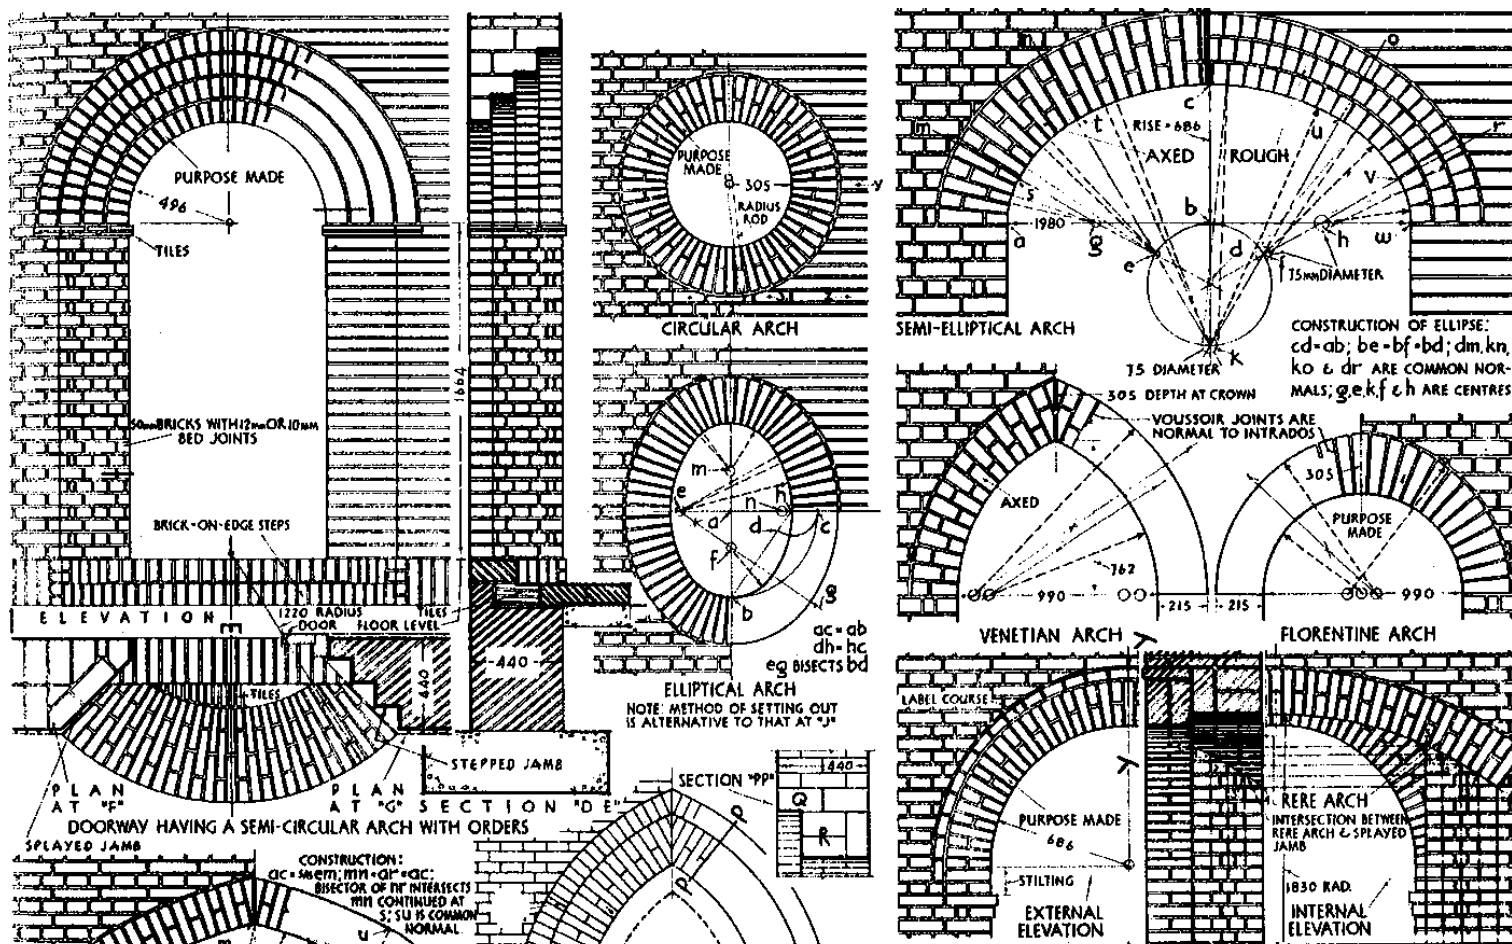 PURPOSE MADE
496
TILES
1664
50mm BRICKS WITH 12mm OR 10mm
BED JOINTS
BRICK-ON-EDGE STEPS
ELEVATION
E
1220 RADIUS
DOOR
TILES
FLOOR LEVEL
440
440
TILES
STEPPED JAMB
PLAN
AT "F"
PLAN
AT "G"
SECTION "DE"
DOORWAY HAVING A SEMI-CIRCULAR ARCH WITH ORDERS
SPLAYED JAMB
CONSTRUCTION:
MN CONTINUED AT
S; SU IS COMMON
NORMAL
u
PURPOSE
MADE
305
RADIUS
ROD
y
CIRCULAR ARCH
m
e
n
h
a
d
c
f
g
b
ac = ab
dh = hc
eg BISECTS bd
ELLIPTICAL ARCH
NOTE: METHOD OF SETTING OUT
IS ALTERNATIVE TO THAT AT "J"
SECTION "PP"
440
Q
R
P
P
n
o
c
t
RISE = 686
u
m
r
AXED
ROUGH
s
v
b
1980
a
g
d
h
w
e
75mm DIAMETER
SEMI-ELLIPTICAL ARCH
k
75 DIAMETER
CONSTRUCTION OF ELLIPSE:
cd=ab; be=bf=bd; dm, kn,
ko & dr ARE COMMON NOR-
MALS; g,e,k,f & h ARE CENTRES
305 DEPTH AT CROWN
VOUSSOIR JOINTS ARE
NORMAL TO INTRADOS
AXED
762
990
215
215
VENETIAN ARCH
305
PURPOSE
MADE
990
FLORENTINE ARCH
LABEL COURSE
Y
Y
PURPOSE MADE
686
STILTING
EXTERNAL
ELEVATION
RERE ARCH
INTERSECTION BETWEEN
RERE ARCH & SPLAYED
JAMB
1830 RAD.
INTERNAL
ELEVATION